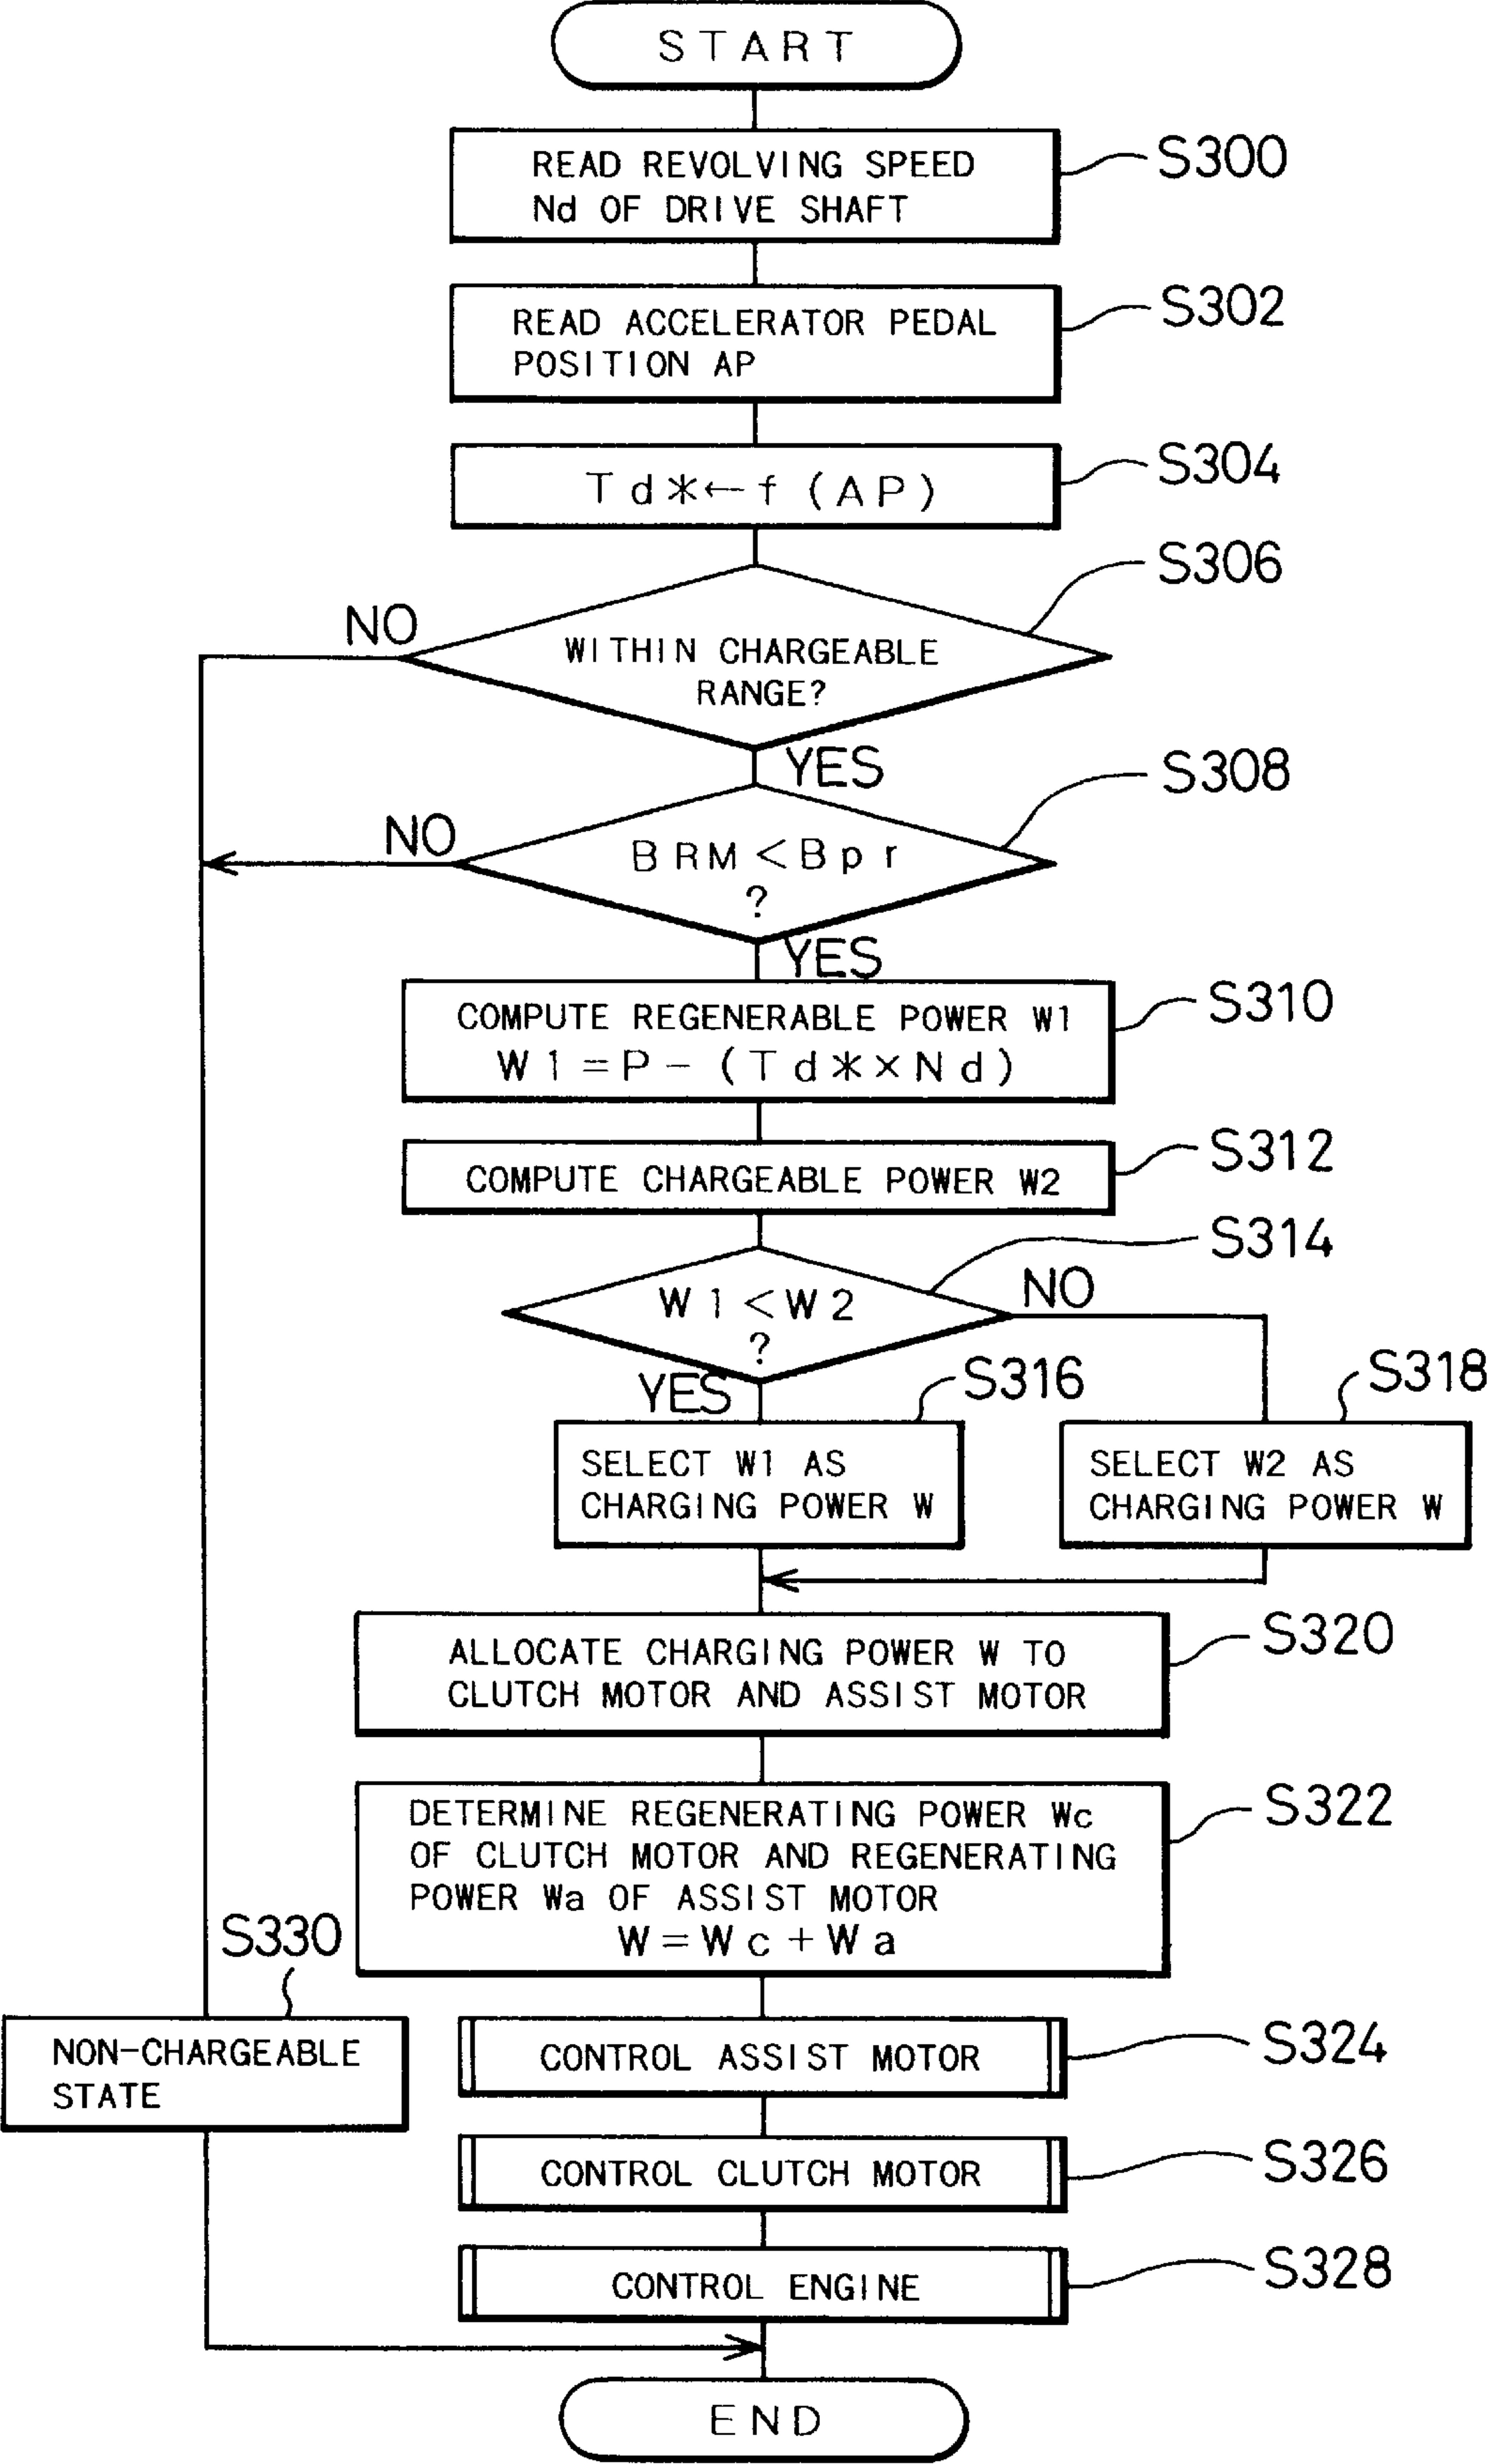 START
READ REVOLVING SPEED
Nd OF DRIVE SHAFT
S300
READ ACCELERATOR PEDAL
POSITION AP
S302
Td*←f(AP)
S304
S306
NO
WITHIN CHARGEABLE
RANGE?
YES
S308
NO
BRM<Bpr
?
YES
COMPUTE REGENERABLE POWER W1
W1=P-(Td*×Nd)
S310
COMPUTE CHARGEABLE POWER W2
S312
S314
W1<W2
?
NO
YES
S316
S318
SELECT W1 AS
CHARGING POWER W
SELECT W2 AS
CHARGING POWER W
ALLOCATE CHARGING POWER W TO
CLUTCH MOTOR AND ASSIST MOTOR
S320
DETERMINE REGENERATING POWER Wc
OF CLUTCH MOTOR AND REGENERATING
POWER Wa OF ASSIST MOTOR
W=Wc+Wa
S322
S330
NON-CHARGEABLE
STATE
CONTROL ASSIST MOTOR
S324
CONTROL CLUTCH MOTOR
S326
CONTROL ENGINE
S328
END